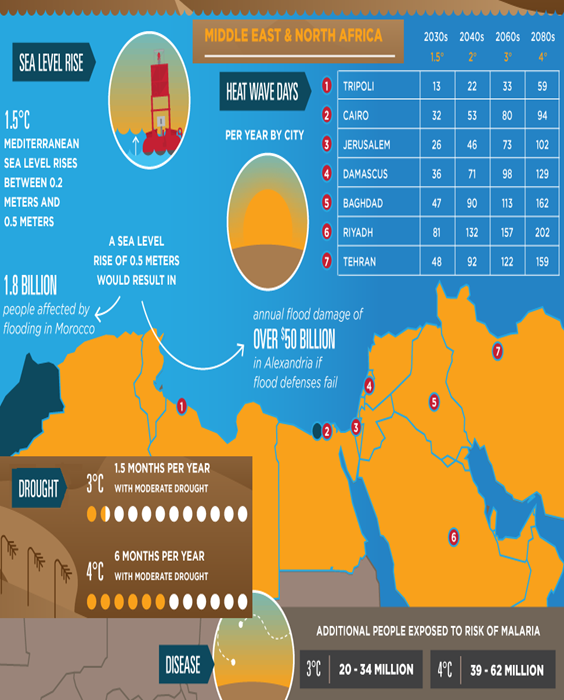 MIDDLE EAST & NORTH AFRICA
SEA LEVEL RISE
1.5°C
MEDITERRANEAN
SEA LEVEL RISES
BETWEEN 0.2
METERS AND
0.5 METERS
A SEA LEVEL
RISE OF 0.5 METERS
WOULD RESULT IN
1.8 BILLION
people affected by
flooding in Morocco
annual flood damage of
OVER $50 BILLION
in Alexandria if
flood defenses fail
HEAT WAVE DAYS
PER YEAR BY CITY
2030s 2040s 2060s 2080s
1.5° 2° 3° 4°
1 TRIPOLI 13 22 33 59
2 CAIRO 32 53 80 94
3 JERUSALEM 26 46 73 102
4 DAMASCUS 36 71 98 129
5 BAGHDAD 47 90 113 162
6 RIYADH 81 132 157 202
7 TEHRAN 48 92 122 159
1
2
3
4
5
6
7
DROUGHT
3°C
1.5 MONTHS PER YEAR
WITH MODERATE DROUGHT
4°C
6 MONTHS PER YEAR
WITH MODERATE DROUGHT
DISEASE
ADDITIONAL PEOPLE EXPOSED TO RISK OF MALARIA
3°C 20 - 34 MILLION
4°C 39 - 62 MILLION